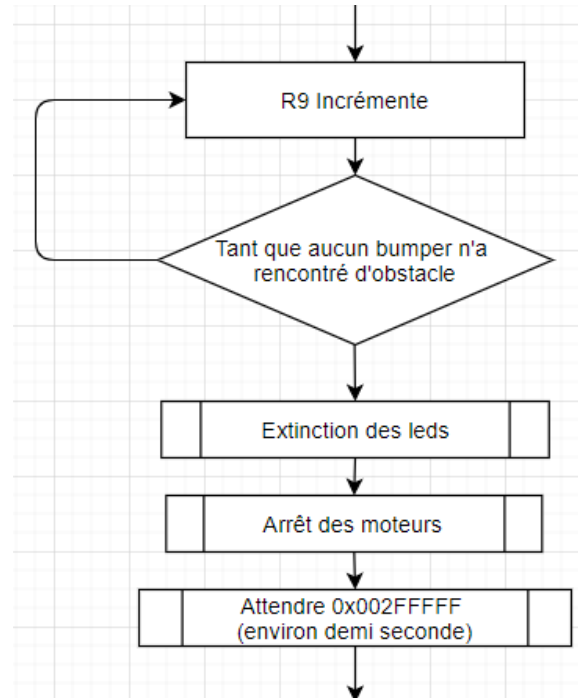 R9 Incrémente
Tant que aucun bumper n'a
rencontré d'obstacle
Extinction des leds
Arrêt des moteurs
Attendre 0x002FFFFF
(environ demi seconde)